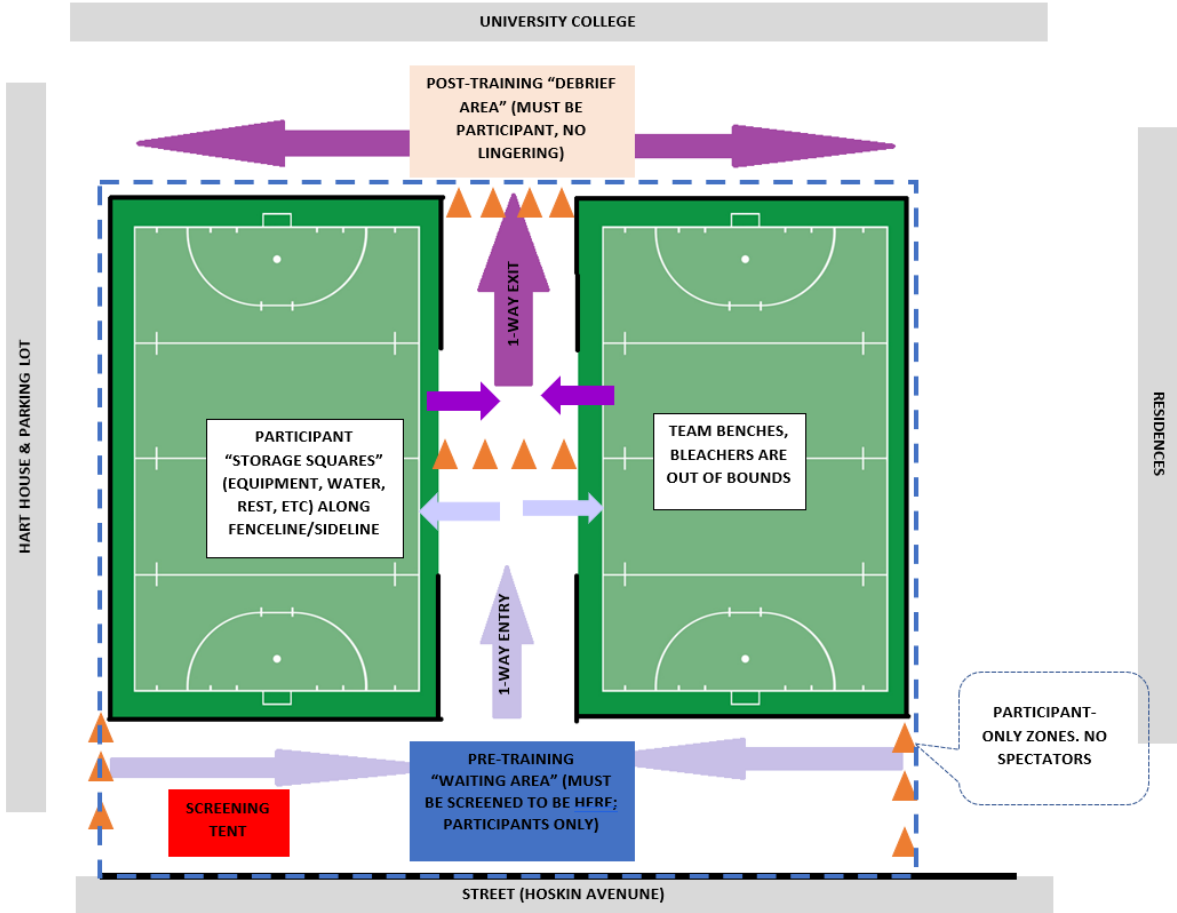 UNIVERSITY COLLEGE
POST-TRAINING “DEBRIEF
AREA” (MUST BE
PARTICIPANT, NO
LINGERING)
1-WAY EXIT
HART HOUSE & PARKING LOT
RESIDENCES
PARTICIPANT
“STORAGE SQUARES”
(EQUIPMENT, WATER,
REST, ETC) ALONG
FENCELINE/SIDELINE
TEAM BENCHES,
BLEACHERS ARE
OUT OF BOUNDS
1-WAY ENTRY
PARTICIPANT-
ONLY ZONES. NO
SPECTATORS
PRE-TRAINING
“WAITING AREA” (MUST
BE SCREENED TO BE HERE;
PARTICIPANTS ONLY)
SCREENING
TENT
STREET (HOSKIN AVENUNE)